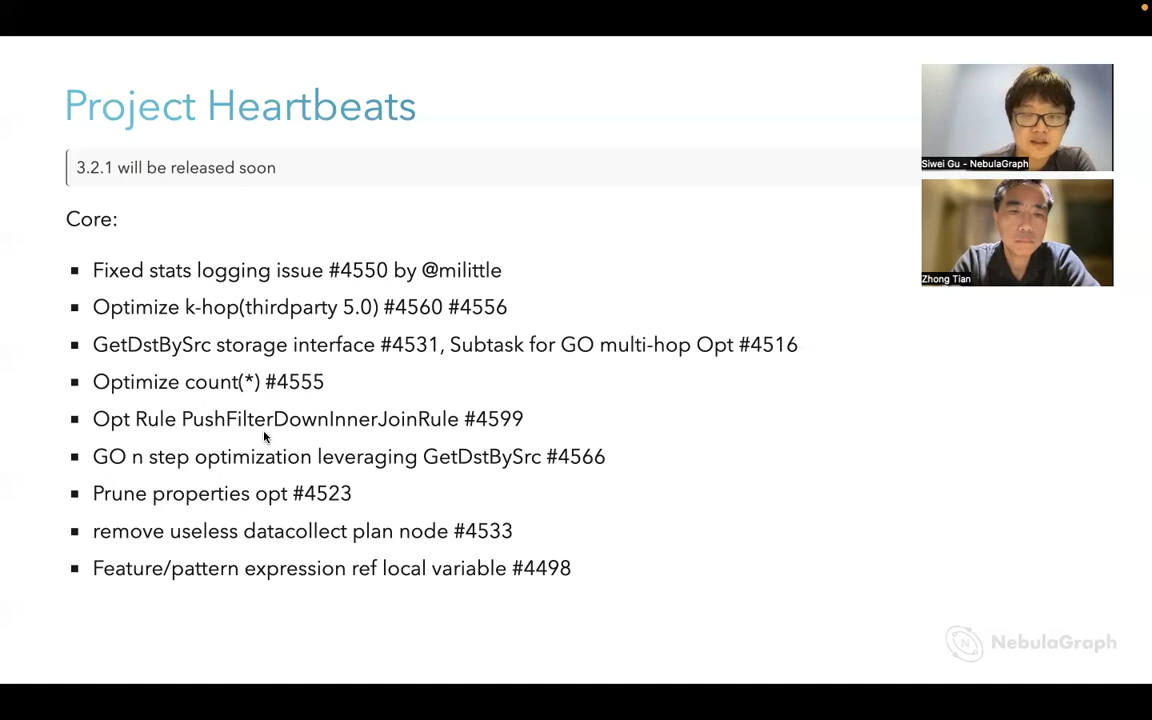 Project Heartbeats
3.2.1 will be released soon
Core:
Fixed stats logging issue #4550 by @milittle
Optimize k-hop(thirdparty 5.0) #4560 #4556
GetDstBySrc storage interface #4531, Subtask for GO multi-hop Opt #4516
Optimize count(*) #4555
Opt Rule PushFilterDownInnerJoinRule #4599
GO n step optimization leveraging GetDstBySrc #4566
Prune properties opt #4523
remove useless datacollect plan node #4533
Feature/pattern expression ref local variable #4498
Siwei Gu - NebulaGraph
Zhong Tian
N NebulaGraph